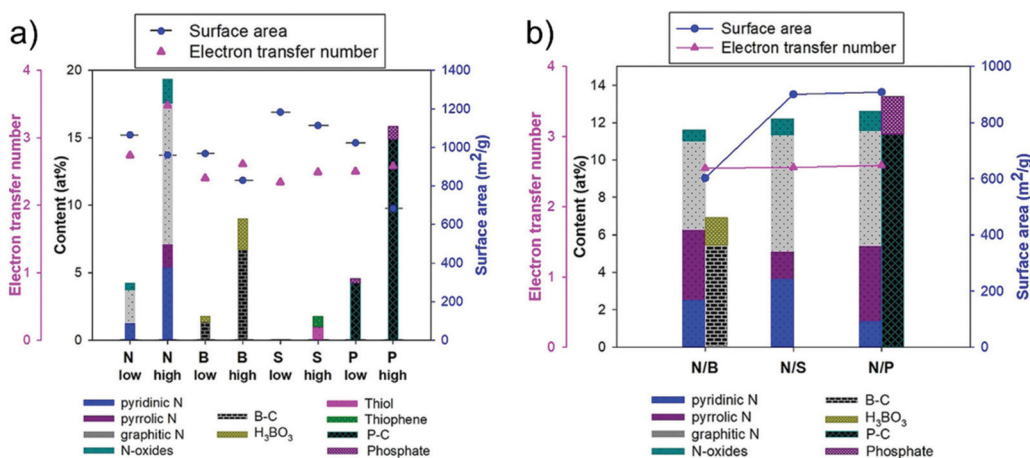 a)
Surface area
Electron transfer number
4
3
2
1
0
Electron transfer number
20
15
10
5
0
Content (at%)
1400
1200
1000
800
600
400
200
0
Surface area (m²/g)
N low
N high
B low
B high
S low
S high
P low
P high
pyridinic N
pyrrolic N
graphitic N
N-oxides
B-C
H₃BO₃
Thiol
Thiophene
P-C
Phosphate
b)
Surface area
Electron transfer number
4
3
2
1
0
Electron transfer number
14
12
10
8
6
4
2
0
Content (at%)
1000
800
600
400
200
0
Surface area (m²/g)
N/B
N/S
N/P
pyridinic N
pyrrolic N
graphitic N
N-oxides
B-C
H₃BO₃
P-C
Phosphate